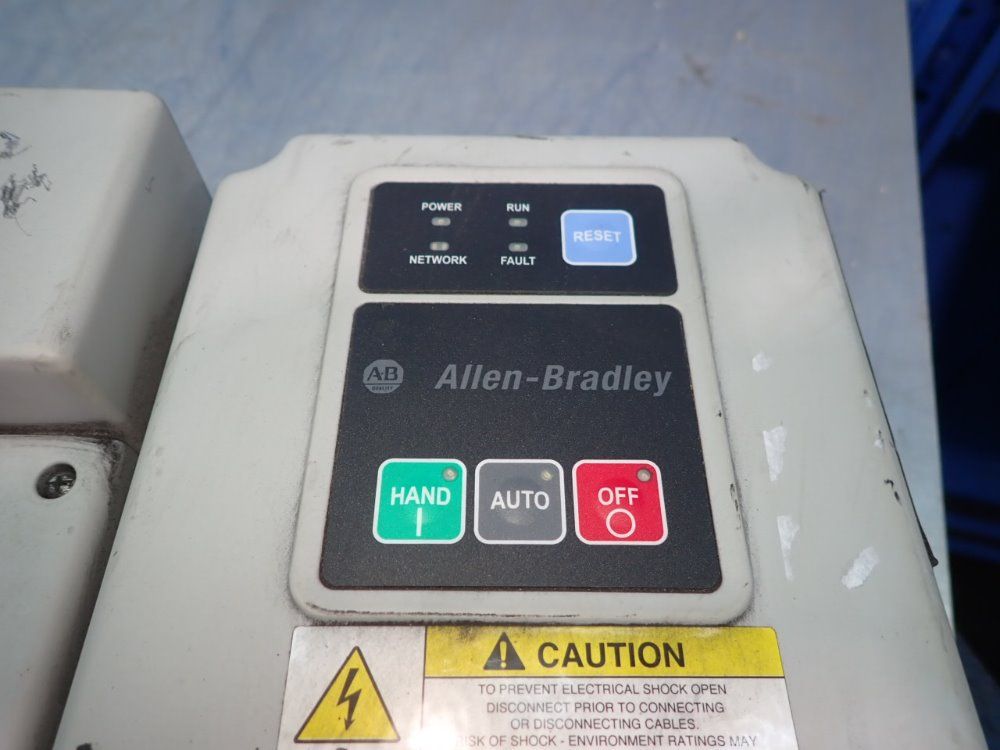 POWER RUN
RESET
NETWORK FAULT
A-B Allen-Bradley
QUALITY
HAND AUTO OFF
CAUTION
TO PREVENT ELECTRICAL SHOCK OPEN
DISCONNECT PRIOR TO CONNECTING
OR DISCONNECTING CABLES.
RISK OF SHOCK - ENVIRONMENT RATINGS MAY